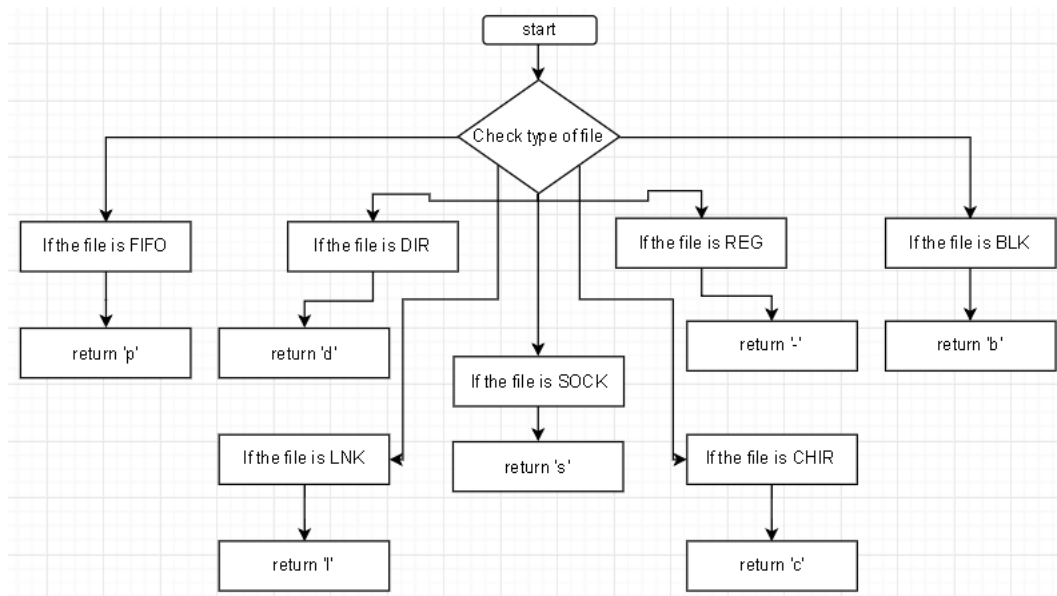 start
Check type of file
If the file is FIFO
If the file is DIR
If the file is REG
If the file is BLK
return 'p'
return 'd'
return '-'
return 'b'
If the file is SOCK
If the file is LNK
If the file is CHIR
return 's'
return 'l'
return 'c'